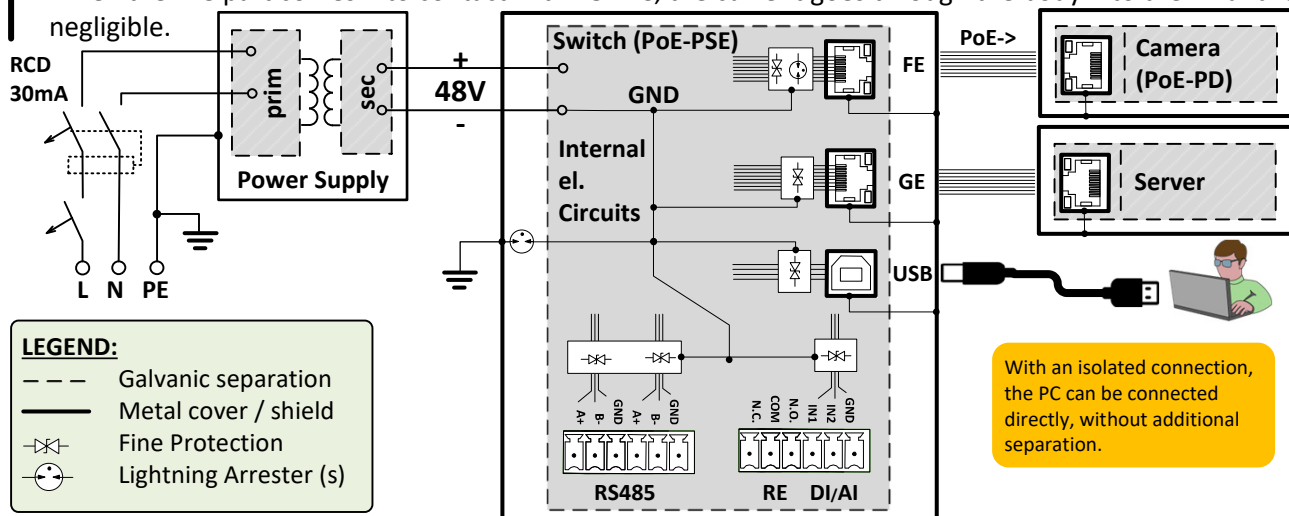 negligible.
RCD
30mA
prim
sec
Power Supply
L N PE
+
48V
-
Switch (PoE-PSE)
GND
Internal
el.
Circuits
FE
GE
USB
PoE->
Camera
(PoE-PD)
Server
A+ B- GND A+ B- GND
N.C. COM N.O. IN1 IN2 GND
RS485
RE DI/AI
LEGEND:
Galvanic separation
Metal cover / shield
Fine Protection
Lightning Arrester (s)
With an isolated connection,
the PC can be connected
directly, without additional
separation.